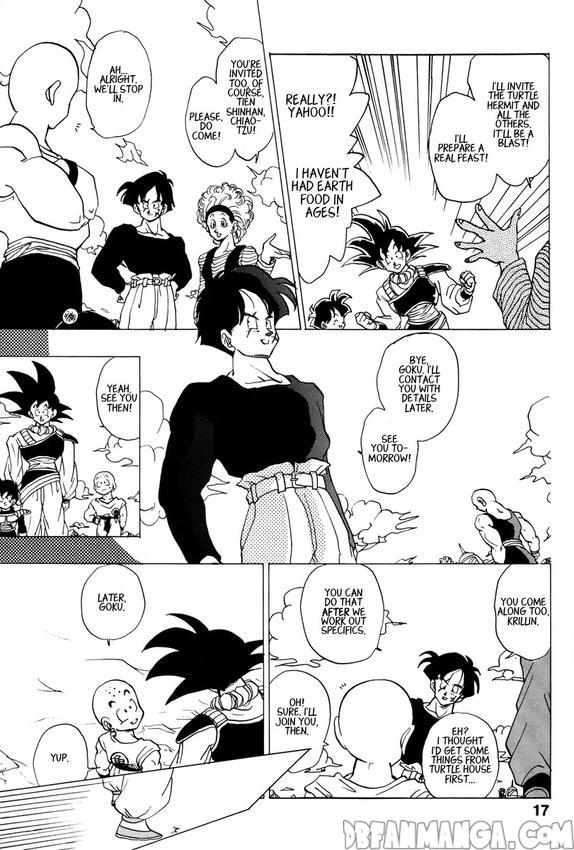 I'LL INVITE
THE TURTLE
HERMIT AND
ALL THE
OTHERS.
IT'LL BE A
BLAST!
I'LL
PREPARE A
REAL FEAST!
REALLY?!
YAHOO!!
I HAVEN'T
HAD EARTH
FOOD IN
AGES!
YOU'RE
INVITED
TOO, OF
COURSE,
TIEN
SHINHAN,
CHIAO-
TZU!
PLEASE,
DO
COME!
AH...
ALRIGHT,
WE'LL STOP
IN.
BYE,
GOKU. I'LL
CONTACT
YOU WITH
DETAILS
LATER.
SEE
YOU TO-
MORROW!
YEAH,
SEE YOU
THEN!
YOU COME
ALONG TOO,
KRILLIN.
EH?
I THOUGHT
I'D GET SOME
THINGS FROM
TURTLE HOUSE
FIRST...
YOU CAN
DO THAT
AFTER WE
WORK OUT
SPECIFICS.
OH!
SURE. I'LL
JOIN YOU,
THEN.
LATER,
GOKU.
YUP.
17
DBFANMANGA.COM